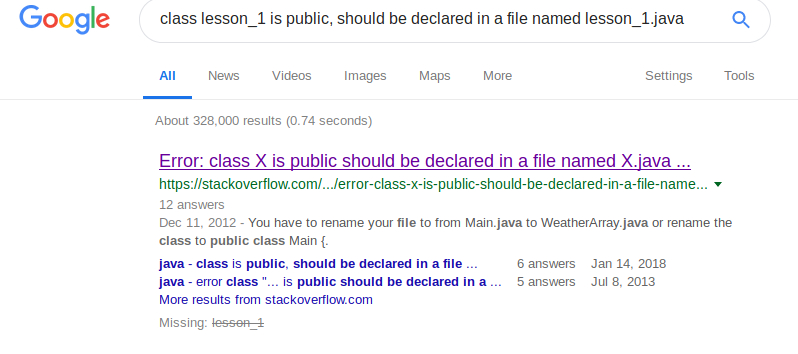 Google
class lesson_1 is public, should be declared in a file named lesson_1.java
All News Videos Images Maps More Settings Tools
About 328,000 results (0.74 seconds)
Error: class X is public should be declared in a file named X.java ...
https://stackoverflow.com/.../error-class-x-is-public-should-be-declared-in-a-file-name...
12 answers
Dec 11, 2012 - You have to rename your file to from Main.java to WeatherArray.java or rename the
class to public class Main {.
java - class is public, should be declared in a file ... 6 answers Jan 14, 2018
java - error class "... is public should be declared in a ... 5 answers Jul 8, 2013
More results from stackoverflow.com
Missing: lesson_1